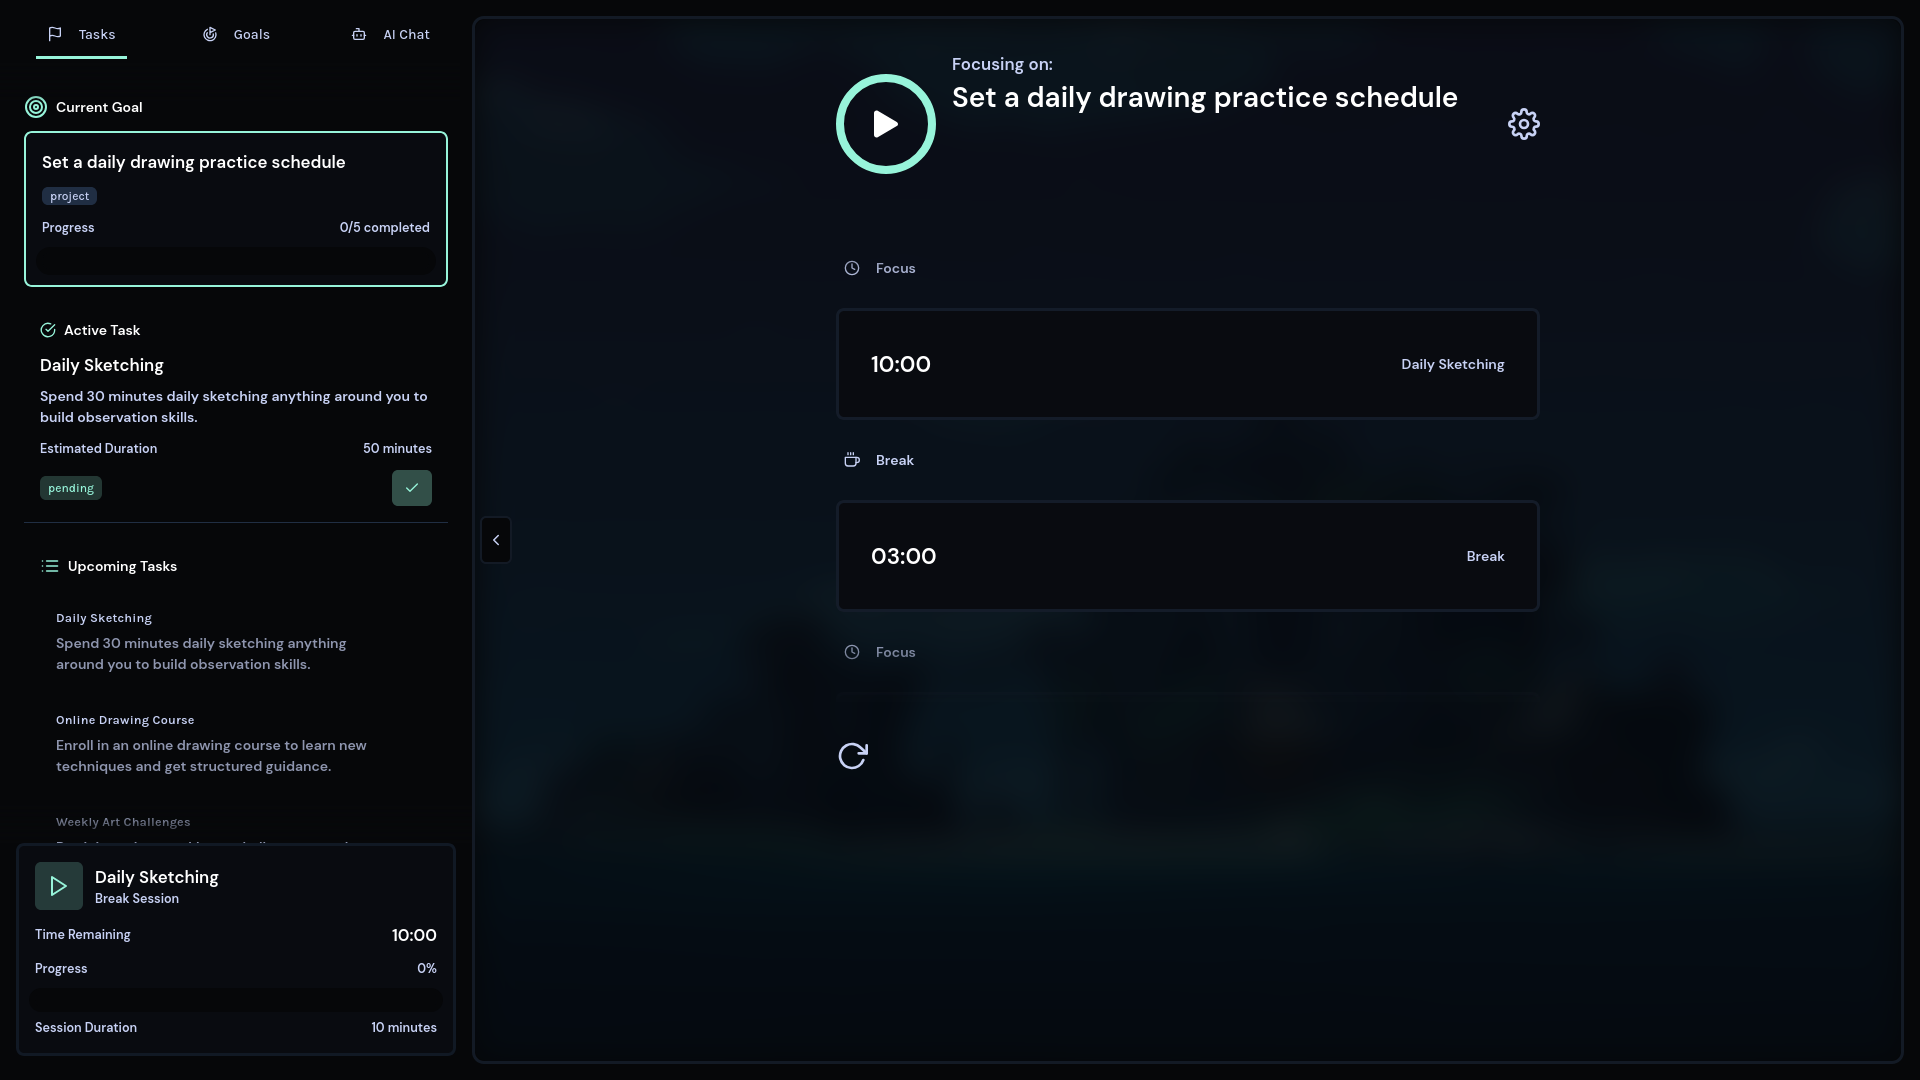 Tasks
Goals
AI Chat
Current Goal
Set a daily drawing practice schedule
project
Progress
0/5 completed
Active Task
Daily Sketching
Spend 30 minutes daily sketching anything around you to
build observation skills.
Estimated Duration
50 minutes
pending
Upcoming Tasks
Daily Sketching
Spend 30 minutes daily sketching anything
around you to build observation skills.
Online Drawing Course
Enroll in an online drawing course to learn new
techniques and get structured guidance.
Weekly Art Challenges
Daily Sketching
Break Session
Time Remaining
10:00
Progress
0%
Session Duration
10 minutes
Focusing on:
Set a daily drawing practice schedule
Focus
10:00
Daily Sketching
Break
03:00
Break
Focus